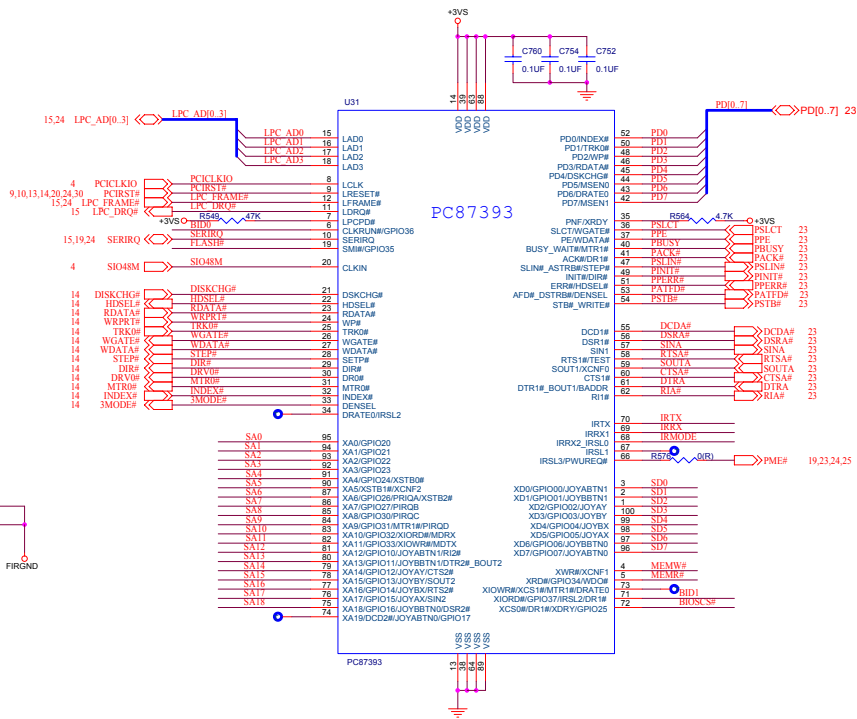 +3VS
C760 C754 C752
0.1UF 0.1UF 0.1UF
14 39 63 88
U31
VDD VDD VDD VDD
15,24 LPC_AD[0..3] LPC_AD[0..3]
PD[0..7] PD[0..7] 23
LPC_AD0 15 LAD0
LPC_AD1 16 LAD1
LPC_AD2 17 LAD2
LPC_AD3 18 LAD3
4 PCICLKIO PCICLKIO 8 LCLK
9,10,13,14,20,24,30 PCIRST# PCIRST# 9 LRESET#
15,24 LPC_FRAME# LPC_FRAME# 12 LFRAME#
15 LPC_DRQ# LPC_DRQ# 11 LDRQ#
+3VS R549 47K 7 LPCPD#
BID0 6 CLKRUN#/GPIO36
15,19,24 SERIRQ SERIRQ 10 SERIRQ
FLASH# 19 SMI#/GPIO35
4 SIO48M SIO48M 20 CLKIN
14 DISKCHG# DISKCHG# 21 DSKCHG#
14 HDSEL# HDSEL# 22 HDSEL#
14 RDATA# RDATA# 23 RDATA#
14 WRPRT# WRPRT# 24 WP#
14 TRK0# TRK0# 25 TRK0#
14 WGATE# WGATE# 26 WGATE#
14 WDATA# WDATA# 27 WDATA#
14 STEP# STEP# 28 SETP#
14 DIR# DIR# 29 DIR#
14 DRV0# DRV0# 30 DR0#
14 MTR0# MTR0# 31 MTR0#
14 INDEX# INDEX# 32 INDEX#
14 3MODE# 3MODE# 33 DENSEL
34 DRATE0/IRSL2
SA0 95 XA0/GPIO20
SA1 94 XA1/GPIO21
SA2 93 XA2/GPIO22
SA3 92 XA3/GPIO23
SA4 91 XA4/GPIO24/XSTB0#
SA5 90 XA5/XSTB1#/XCNF2
SA6 87 XA6/GPIO26/PRIQA/XSTB2#
SA7 86 XA7/GPIO27/PIRQB
SA8 85 XA8/GPIO30/PIRQC
SA9 84 XA9/GPIO31/MTR1#/PIRQD
SA10 83 XA10/GPIO32/XIORD#/MDRX
SA11 82 XA11/GPIO33/XIOWR#/MDTX
SA12 81 XA12/GPIO10/JOYABTN1/RI2#
SA13 80 XA13/GPIO11/JOYBBTN1/DTR2#_BOUT2
SA14 79 XA14/GPIO12/JOYAY/CTS2#
SA15 78 XA15/GPIO13/JOYBY/SOUT2
SA16 77 XA16/GPIO14/JOYBX/RTS2#
SA17 76 XA17/GPIO15/JOYAX/SIN2
SA18 75 XA18/GPIO16/JOYBBTN0/DSR2#
74 XA19/DCD2#/JOYABTN0/GPIO17
PC87393
PD0/INDEX# 52 PD0
PD1/TRK0# 50 PD1
PD2/WP# 48 PD2
PD3/RDATA# 46 PD3
PD4/DSKCHG# 45 PD4
PD5/MSEN0 44 PD5
PD6/DRATE0 43 PD6
PD7/MSEN1 42 PD7
PNF/XRDY 35 R564 4.7K +3VS
SLCT/WGATE# 36 PSLCT PSLCT 23
PE/WDATA# 37 PPE PPE 23
BUSY_WAIT#/MTR1# 40 PBUSY PBUSY 23
ACK#/DR1# 41 PACK# PACK# 23
SLIN#_ASTRB#/STEP# 47 PSLIN# PSLIN# 23
INIT#/DIR# 49 PINIT# PINIT# 23
ERR#/HDSEL# 51 PPERR# PPERR# 23
AFD#_DSTRB#/DENSEL 53 PATFD# PATFD# 23
STB#_WRITE# 54 PSTB# PSTB# 23
DCD1# 55 DCDA# DCDA# 23
DSR1# 56 DSRA# DSRA# 23
SIN1 57 SINA SINA 23
RTS1#/TEST 58 RTSA# RTSA# 23
SOUT1/XCNF0 59 SOUTA SOUTA 23
CTS1# 60 CTSA# CTSA# 23
DTR1#_BOUT1/BADDR 61 DTRA DTRA 23
RI1# 62 RIA# RIA# 23
IRTX 70 IRTX
IRRX1 69 IRRX
IRRX2_IRSL0 68 IRMODE
IRSL1 67
IRSL3/PWUREQ# 66 R576 0(R) PME# 19,23,24,25
XD0/GPIO00/JOYABTN1 3 SD0
XD1/GPIO01/JOYBBTN1 2 SD1
XD2/GPIO02/JOYAY 1 SD2
XD3/GPIO03/JOYBY 100 SD3
XD4/GPIO04/JOYBX 99 SD4
XD5/GPIO05/JOYAX 98 SD5
XD6/GPIO06/JOYBBTN0 97 SD6
XD7/GPIO07/JOYABTN0 96 SD7
XWR#/XCNF1 4 MEMW#
XRD#/GPIO34/WDO# 5 MEMR#
XIOWR#/XCS1#/MTR1#/DRATE0 73
XIORD#/GPIO37/IRSL2/DR1# 71 BID1
XCS0#/DR1#/XDRY/GPIO25 72 BIOSCS#
FIRGND
VSS VSS VSS VSS
PC87393
13 38 64 89